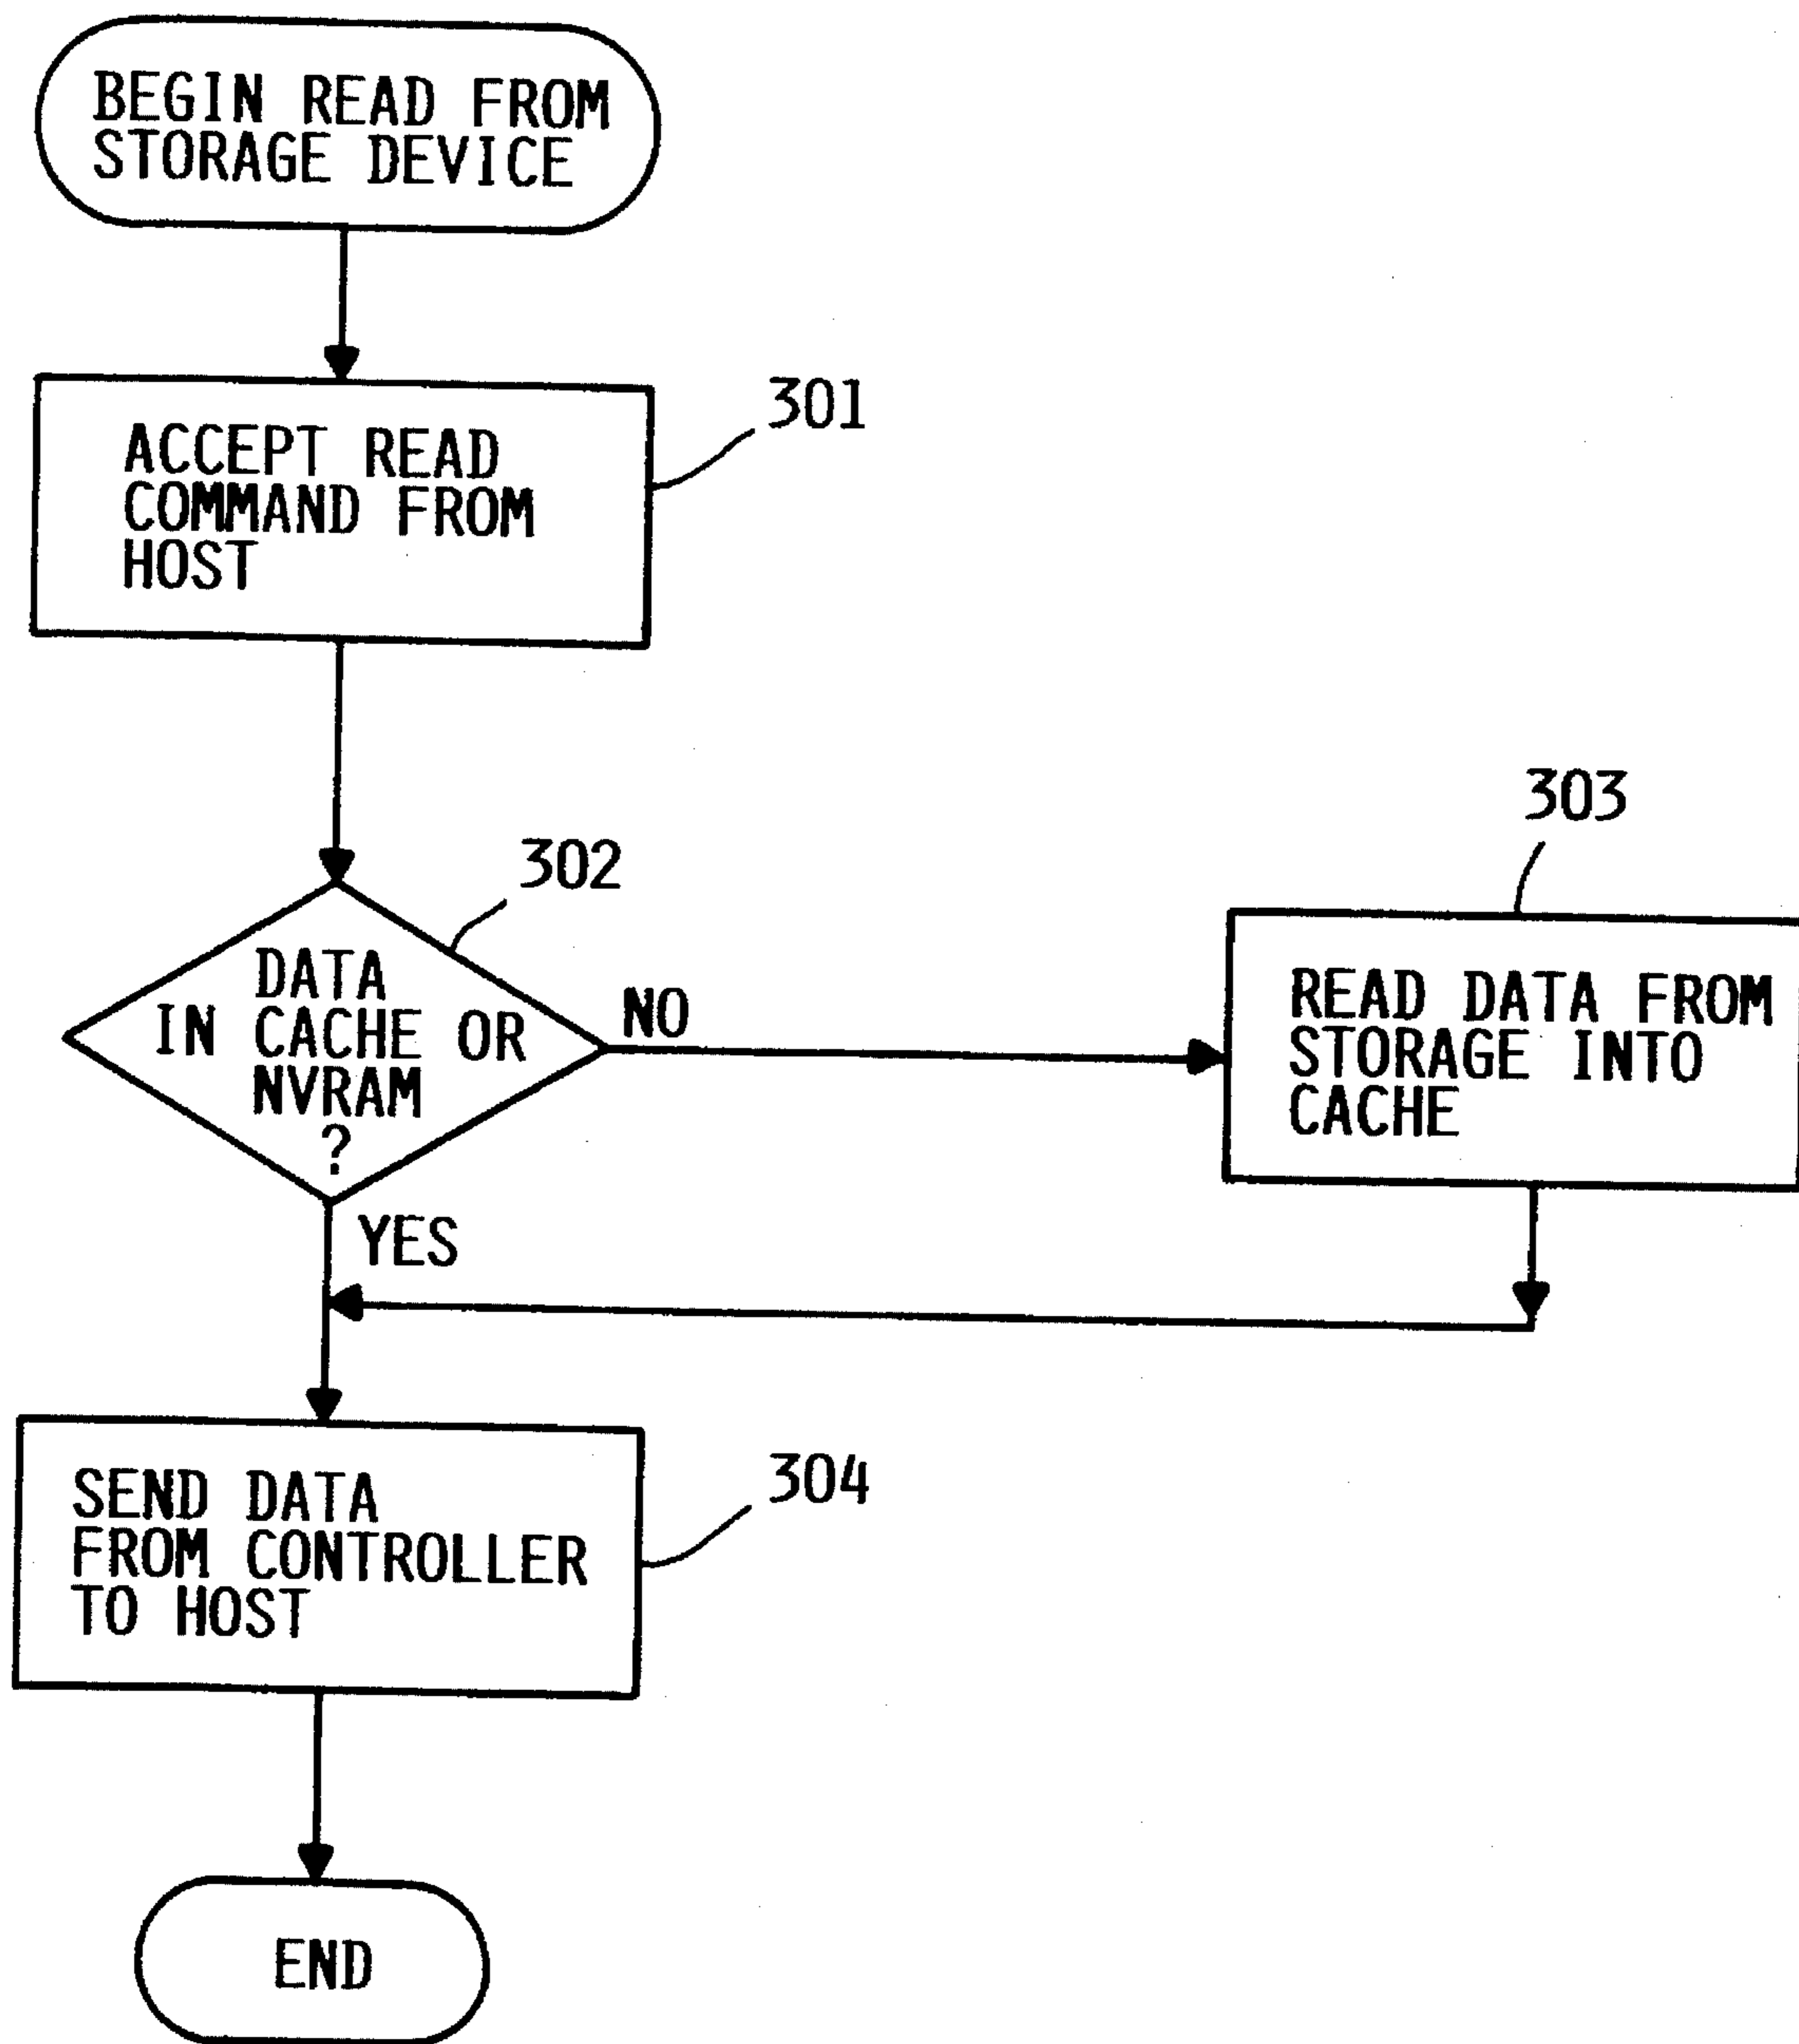 BEGIN READ FROM
STORAGE DEVICE
301
ACCEPT READ
COMMAND FROM
HOST
302
DATA
IN CACHE OR
NVRAM
?
NO
YES
303
READ DATA FROM
STORAGE INTO
CACHE
304
SEND DATA
FROM CONTROLLER
TO HOST
END